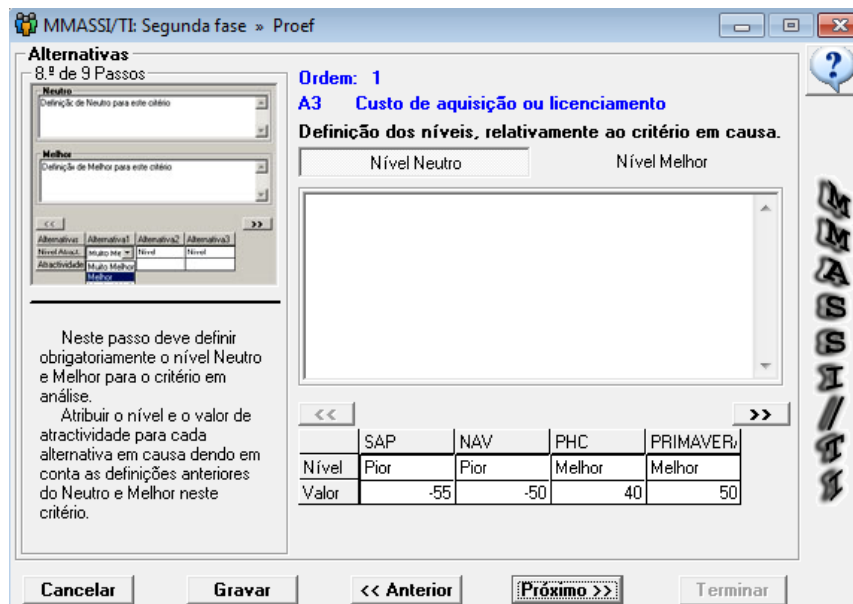 MMASSI/TI: Segunda fase » Proef
Alternativas
8.º de 9 Passos
Neutro
Definição de Neutro para este critério
Melhor
Definição de Melhor para este critério
<< >>
Alternativas Alternativa1 Alternativa2 Alternativa3
Nível Atract. Muito Me Nível Nível
Atractividade Muito Melhor
Melhor
Neste passo deve definir
obrigatoriamente o nível Neutro
e Melhor para o critério em
análise.
Atribuir o nível e o valor de
atractividade para cada
alternativa em causa dendo em
conta as definições anteriores
do Neutro e Melhor neste
critério.
Ordem: 1
A3 Custo de aquisição ou licenciamento
Definição dos níveis, relativamente ao critério em causa.
Nível Neutro Nível Melhor
<< >>
SAP NAV PHC PRIMAVER
Nível Pior Pior Melhor Melhor
Valor -55 -50 40 50
?
MMASSI/TI
Cancelar Gravar << Anterior Próximo >> Terminar